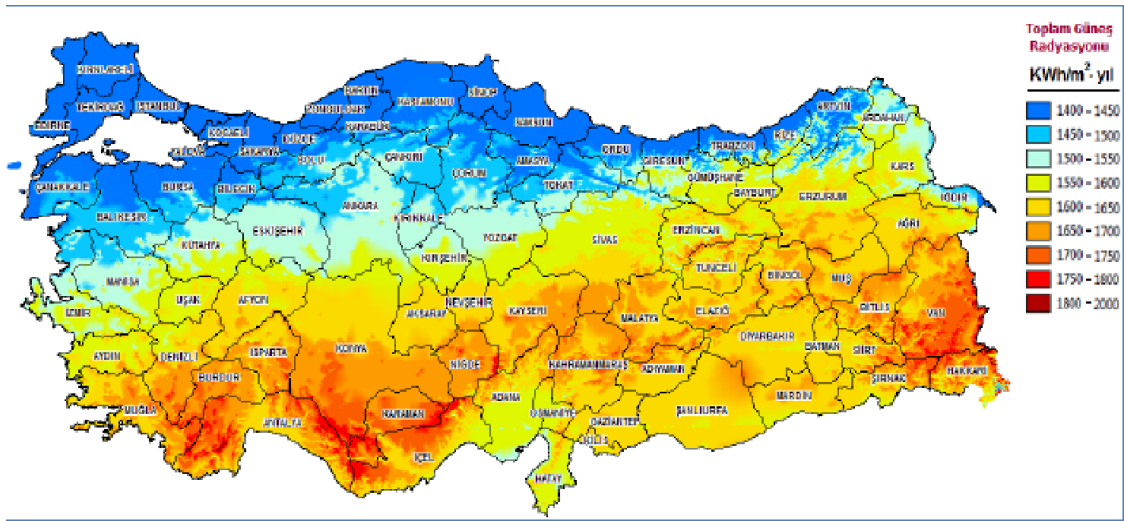 Toplam Güneş
Radyasyonu
KWh/m²- yıl
1400 - 1450
1450 - 1500
1500 - 1550
1550 - 1600
1600 - 1650
1650 - 1700
1700 - 1750
1750 - 1800
1800 - 2000
KIRKLARELİ
TEKİRDAĞ
İSTANBUL
EDİRNE
KOCAELİ
YALOVA
SAKARYA
DÜZCE
BOLU
ZONGULDAK
BARTIN
KARABÜK
KASTAMONU
SİNOP
SAMSUN
ÇANKIRI
ÇORUM
AMASYA
TOKAT
ORDU
GİRESUN
TRABZON
RİZE
ARTVİN
ARDAHAN
KARS
GÜMÜŞHANE
BAYBURT
ERZURUM
IĞDIR
AĞRI
ÇANAKKALE
BURSA
BİLECİK
BALIKESİR
KÜTAHYA
ESKİŞEHİR
ANKARA
KIRIKKALE
KIRŞEHİR
YOZGAT
SİVAS
ERZİNCAN
TUNCELİ
BİNGÖL
MUŞ
BİTLİS
VAN
MANİSA
İZMİR
UŞAK
AFYON
AKSARAY
NEVŞEHİR
KAYSERİ
MALATYA
ELAZIĞ
DİYARBAKIR
BATMAN
SİİRT
ŞIRNAK
HAKKARİ
AYDIN
DENİZLİ
ISPARTA
BURDUR
KONYA
NİĞDE
KAHRAMANMARAŞ
ADIYAMAN
MARDİN
MUĞLA
ANTALYA
KARAMAN
İÇEL
ADANA
OSMANİYE
GAZİANTEP
KİLİS
ŞANLIURFA
HATAY